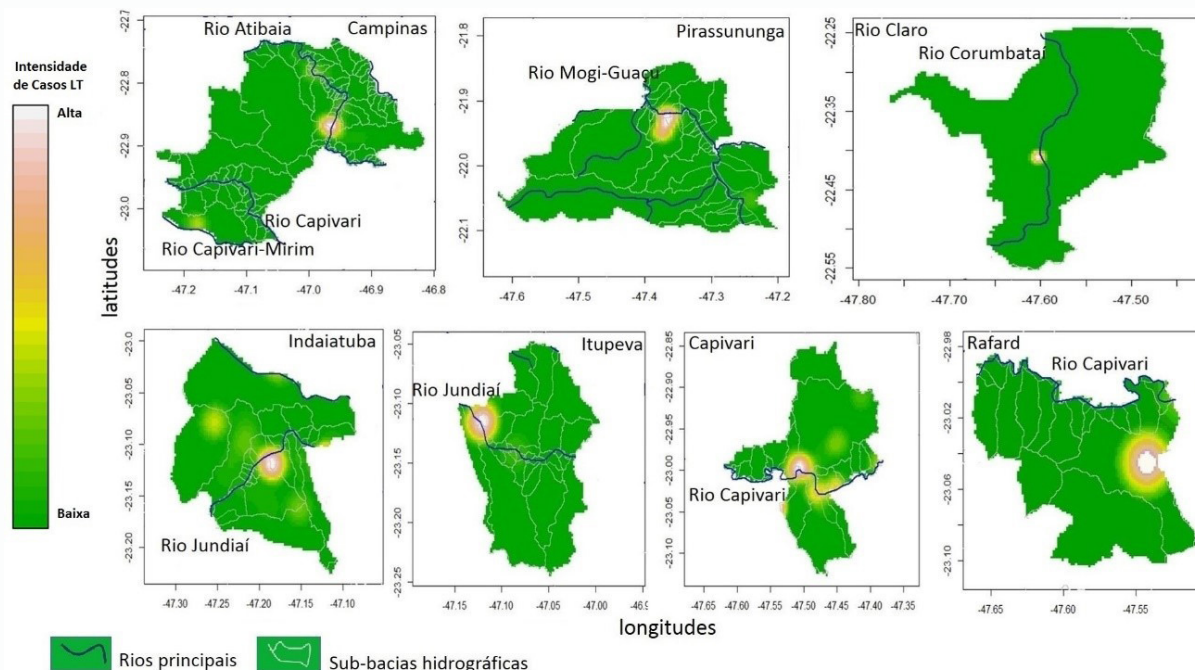 Intensidade
de Casos LT
Alta
Baixa
latitudes
longitudes
Rio Atibaia
Campinas
Rio Capivari
Rio Capivari-Mirim
-22.7
-22.8
-22.9
-23.0
-47.2
-47.1
-47.0
-46.9
-46.8
Pirassununga
Rio Mogi-Guaçu
-21.8
-21.9
-22.0
-22.1
-47.6
-47.5
-47.4
-47.3
-47.2
Rio Claro
Rio Corumbataí
-22.25
-22.35
-22.45
-22.55
-47.80
-47.70
-47.60
-47.50
Indaiatuba
Rio Jundiaí
-23.0
-23.05
-23.10
-23.15
-23.20
-47.30
-47.25
-47.20
-47.15
-47.10
Itupeva
Rio Jundiaí
-23.05
-23.10
-23.15
-23.20
-23.25
-47.15
-47.10
-47.05
-47.00
-46.9
Capivari
Rio Capivari
-22.85
-22.90
-22.95
-23.00
-23.05
-23.10
-47.65
-47.60
-47.55
-47.50
-47.45
-47.40
-47.35
Rafard
Rio Capivari
-22.98
-23.02
-23.06
-23.10
-47.65
-47.60
-47.55
Rios principais
Sub-bacias hidrográficas